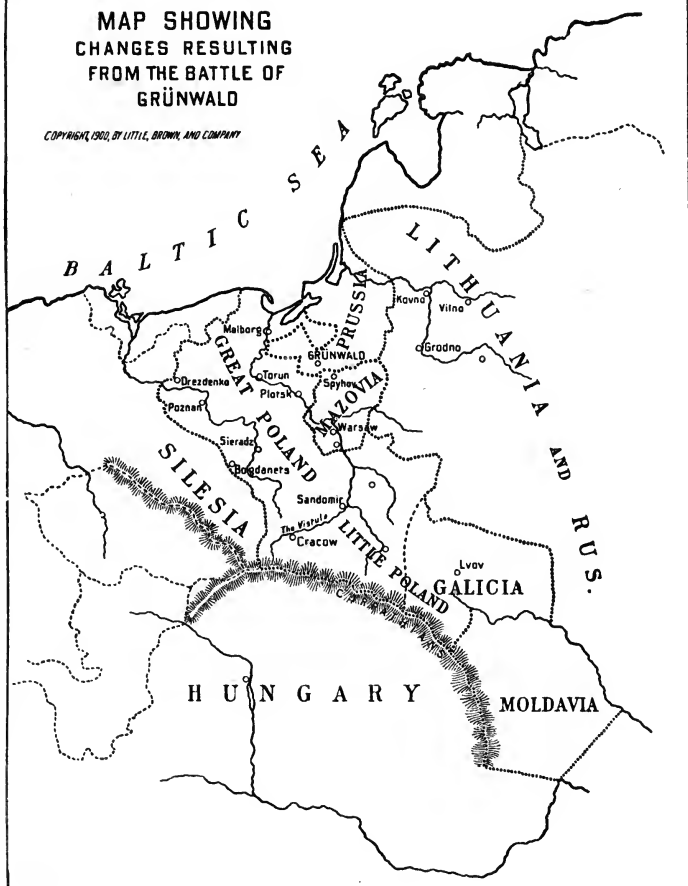 MAP SHOWING
CHANGES RESULTING
FROM THE BATTLE OF
GRÜNWALD
COPYRIGHT, 1900, BY LITTLE, BROWN, AND COMPANY
BALTIC SEA
LITHUANIA AND RUS.
PRUSSIA
Kovno
Vilno
Malborg
GRÜNWALD
Grodno
GREAT POLAND
Drezdenko
Torun
Spyhov
Plotsk
MAZOVIA
Poznan
Warsaw
Sieradz
Bogdanets
SILESIA
Sandomir
The Vistula
Cracow
LITTLE POLAND
Lvov
GALICIA
CARPATHIANS
HUNGARY
MOLDAVIA